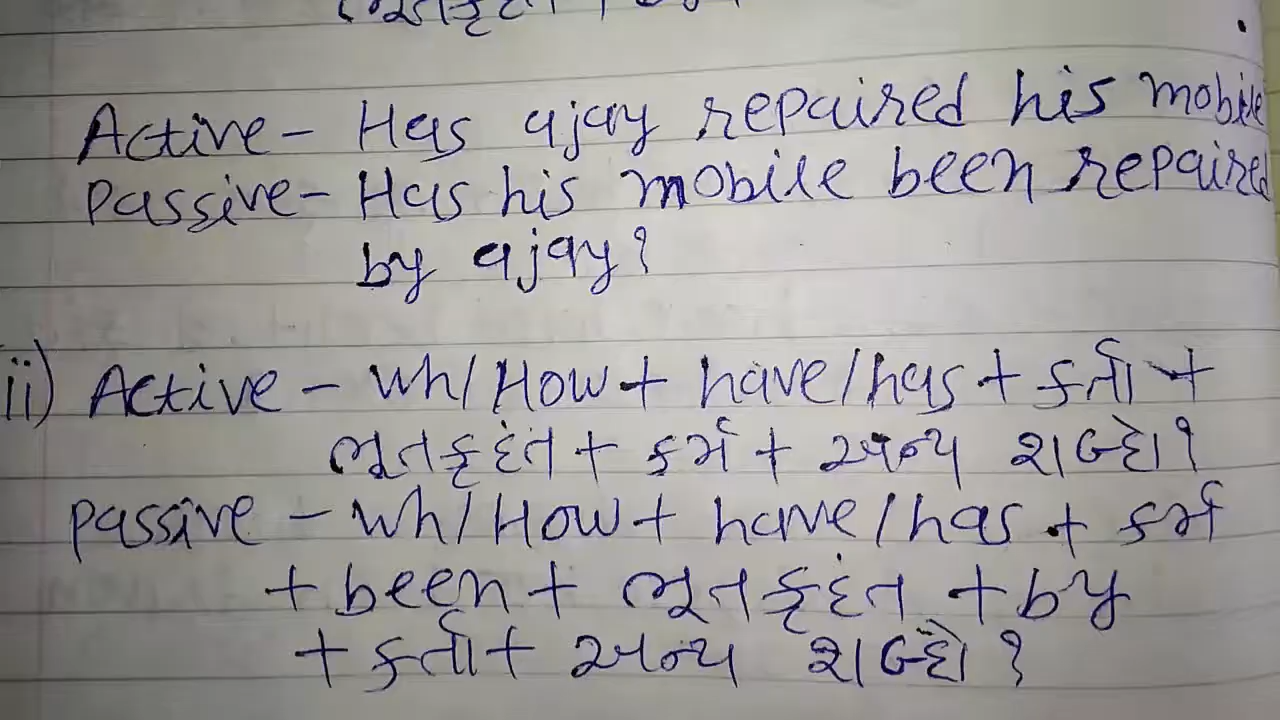 ભૂતકૃદંત +
Active - Has ajay repaired his mobile
Passive - Has his mobile been repaired
by ajay?
ii) Active - Wh/How + have/has + કર્તા +
ભૂતકૃદંત + કર્મ + અન્ય શબ્દો?
Passive - Wh/How + have/has + કર્મ
+ been + ભૂતકૃદંત + by
+ કર્તા + અન્ય શબ્દો?